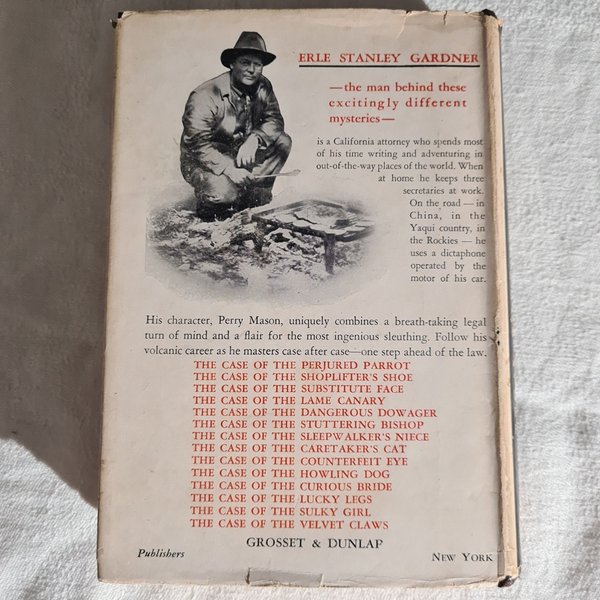 ERLE STANLEY GARDNER
—the man behind these
excitingly different
mysteries—
is a California attorney who spends most
of his time writing and adventuring in
out-of-the-way places of the world. When
at home he keeps three
secretaries at work.
On the road — in
China, in the
Yaqui country, in
the Rockies — he
uses a dictaphone
operated by the
motor of his car.
His character, Perry Mason, uniquely combines a breath-taking legal
turn of mind and a flair for the most ingenious sleuthing. Follow his
volcanic career as he masters case after case—one step ahead of the law.
THE CASE OF THE PERJURED PARROT
THE CASE OF THE SHOPLIFTER'S SHOE
THE CASE OF THE SUBSTITUTE FACE
THE CASE OF THE LAME CANARY
THE CASE OF THE DANGEROUS DOWAGER
THE CASE OF THE STUTTERING BISHOP
THE CASE OF THE SLEEPWALKER'S NIECE
THE CASE OF THE CARETAKER'S CAT
THE CASE OF THE COUNTERFEIT EYE
THE CASE OF THE HOWLING DOG
THE CASE OF THE CURIOUS BRIDE
THE CASE OF THE LUCKY LEGS
THE CASE OF THE SULKY GIRL
THE CASE OF THE VELVET CLAWS
GROSSET & DUNLAP
Publishers NEW YORK